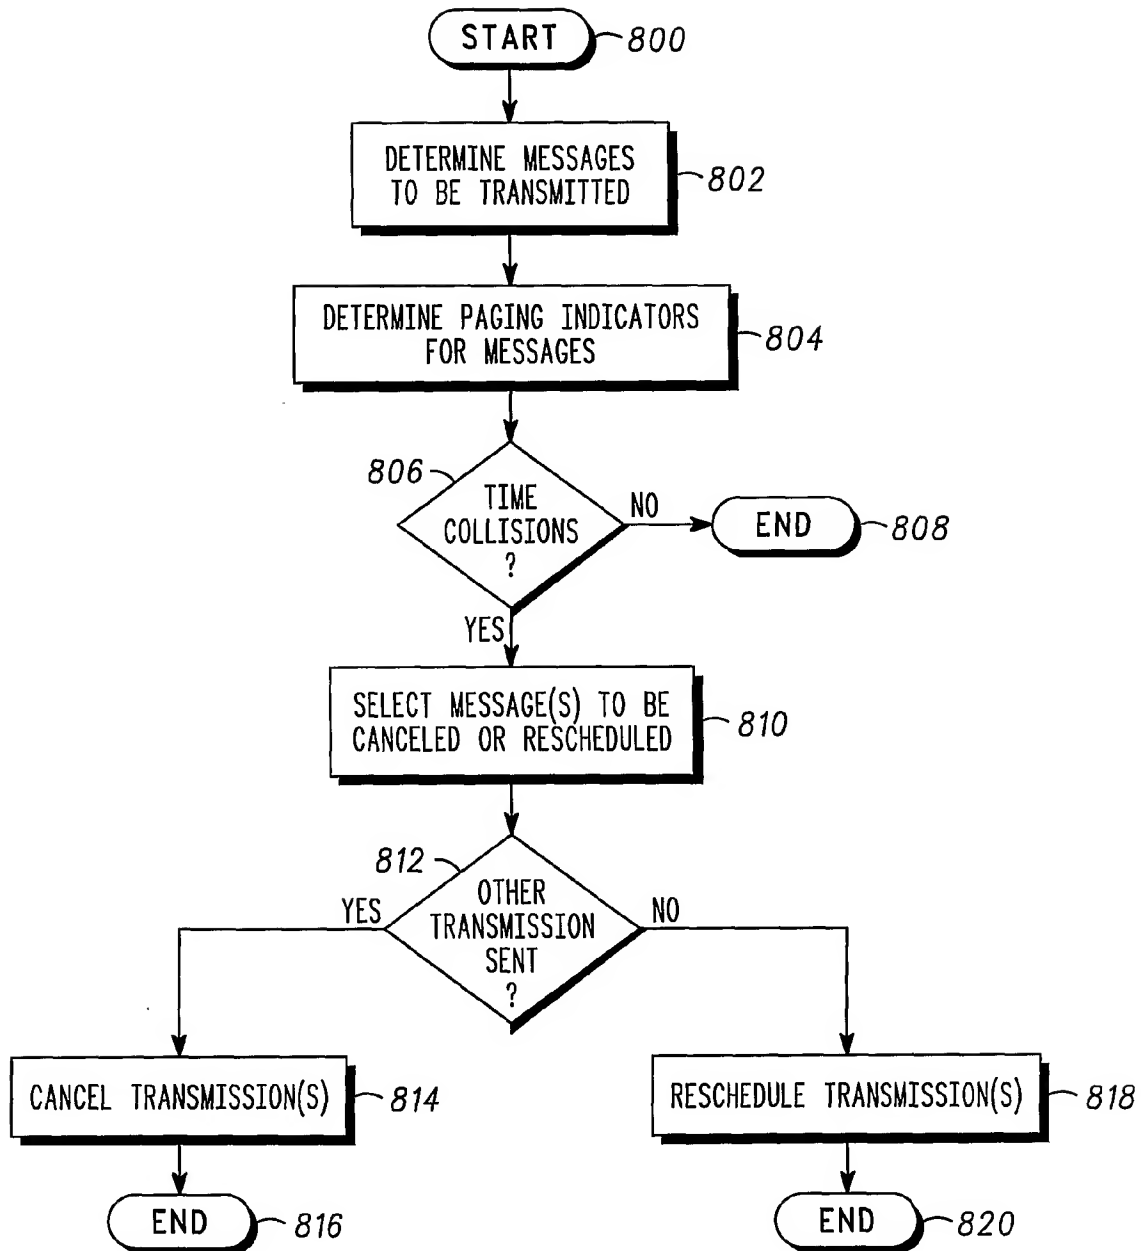 START
800
DETERMINE MESSAGES
TO BE TRANSMITTED
802
DETERMINE PAGING INDICATORS
FOR MESSAGES
804
806
TIME
COLLISIONS
?
NO
END
808
YES
SELECT MESSAGE(S) TO BE
CANCELED OR RESCHEDULED
810
812
OTHER
TRANSMISSION
SENT
?
YES
NO
CANCEL TRANSMISSION(S)
814
RESCHEDULE TRANSMISSION(S)
818
END
816
END
820